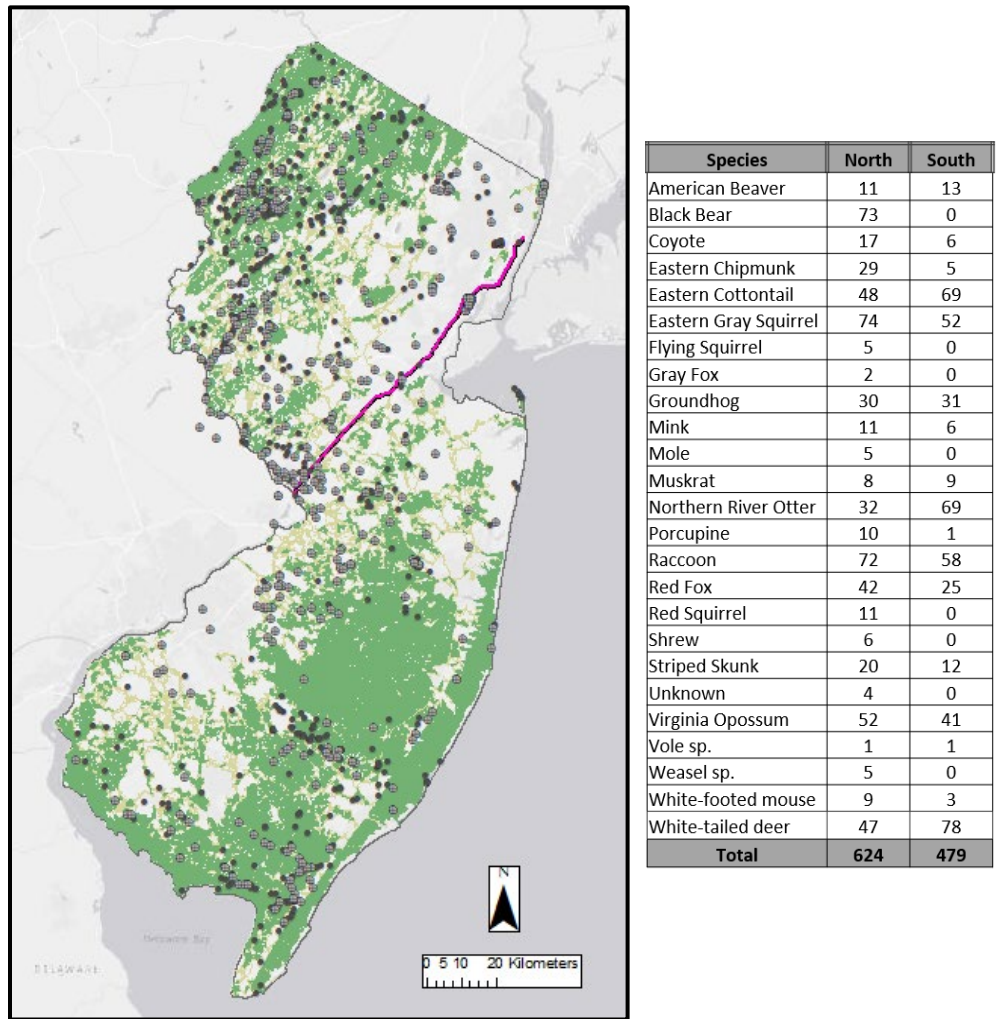 N
0 5 10 20 Kilometers
Delaware Bay
DELAWARE
Species North South
American Beaver 11 13
Black Bear 73 0
Coyote 17 6
Eastern Chipmunk 29 5
Eastern Cottontail 48 69
Eastern Gray Squirrel 74 52
Flying Squirrel 5 0
Gray Fox 2 0
Groundhog 30 31
Mink 11 6
Mole 5 0
Muskrat 8 9
Northern River Otter 32 69
Porcupine 10 1
Raccoon 72 58
Red Fox 42 25
Red Squirrel 11 0
Shrew 6 0
Striped Skunk 20 12
Unknown 4 0
Virginia Opossum 52 41
Vole sp. 1 1
Weasel sp. 5 0
White-footed mouse 9 3
White-tailed deer 47 78
Total 624 479